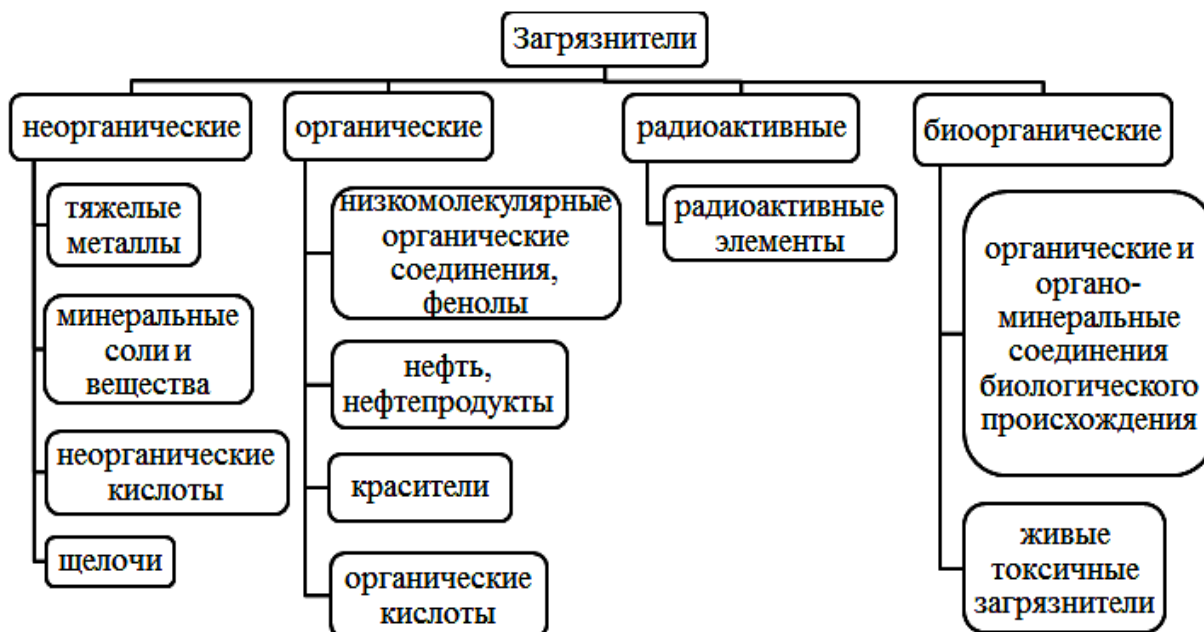 Загрязнители
неорганические
тяжелые
металлы
минеральные
соли и
вещества
неорганические
кислоты
щелочи
органические
низкомолекулярные
органические
соединения,
фенолы
нефть,
нефтепродукты
красители
органические
кислоты
радиоактивные
радиоактивные
элементы
биоорганические
органические и
органо-
минеральные
соединения
биологического
происхождения
живые
токсичные
загрязнители